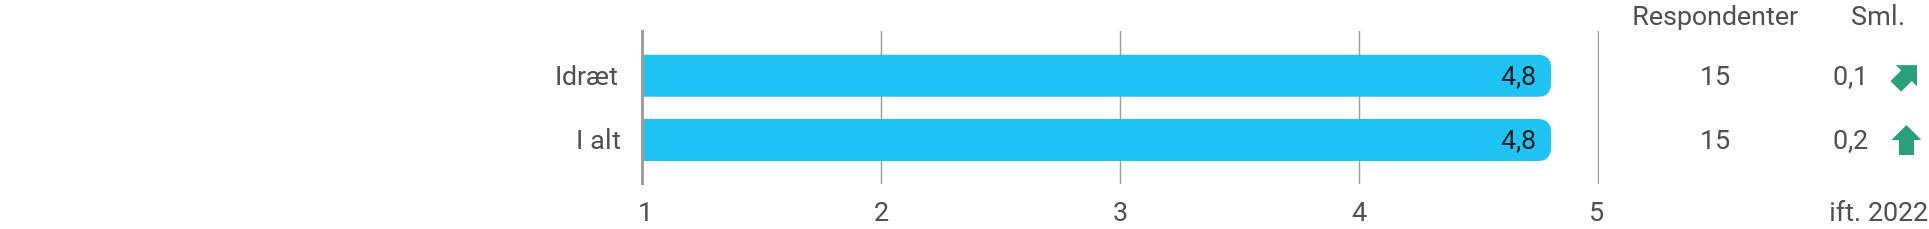 Respondenter Sml.
Idræt 4,8 15 0,1
I alt 4,8 15 0,2
1 2 3 4 5 ift. 2022